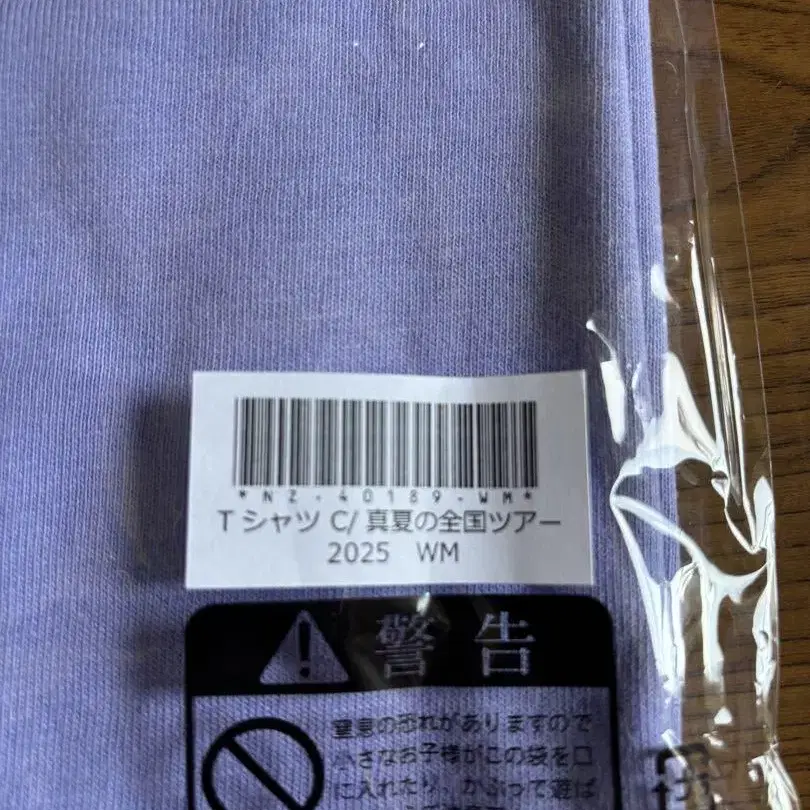 *NZ-40189-WM*
Tシャツ C/ 真夏の全国ツアー
2025 WM
警告
窒息の恐れがありますので
小さなお子様がこの袋を口
に入れたり、かぶって遊ば